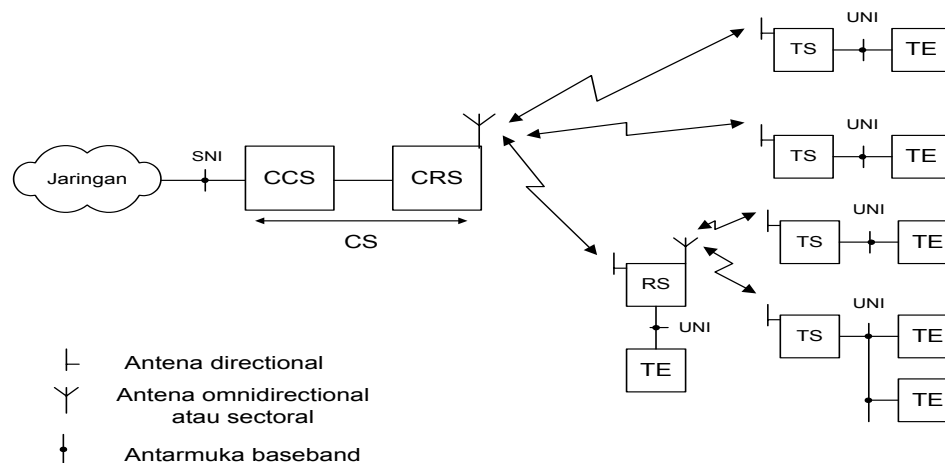 UNI
TS
TE
UNI
TS
TE
SNI
Jaringan
CCS
CRS
CS
UNI
TS
TE
RS
UNI
TE
UNI
TS
TE
TE
Antena directional
Antena omnidirectional
atau sectoral
Antarmuka baseband